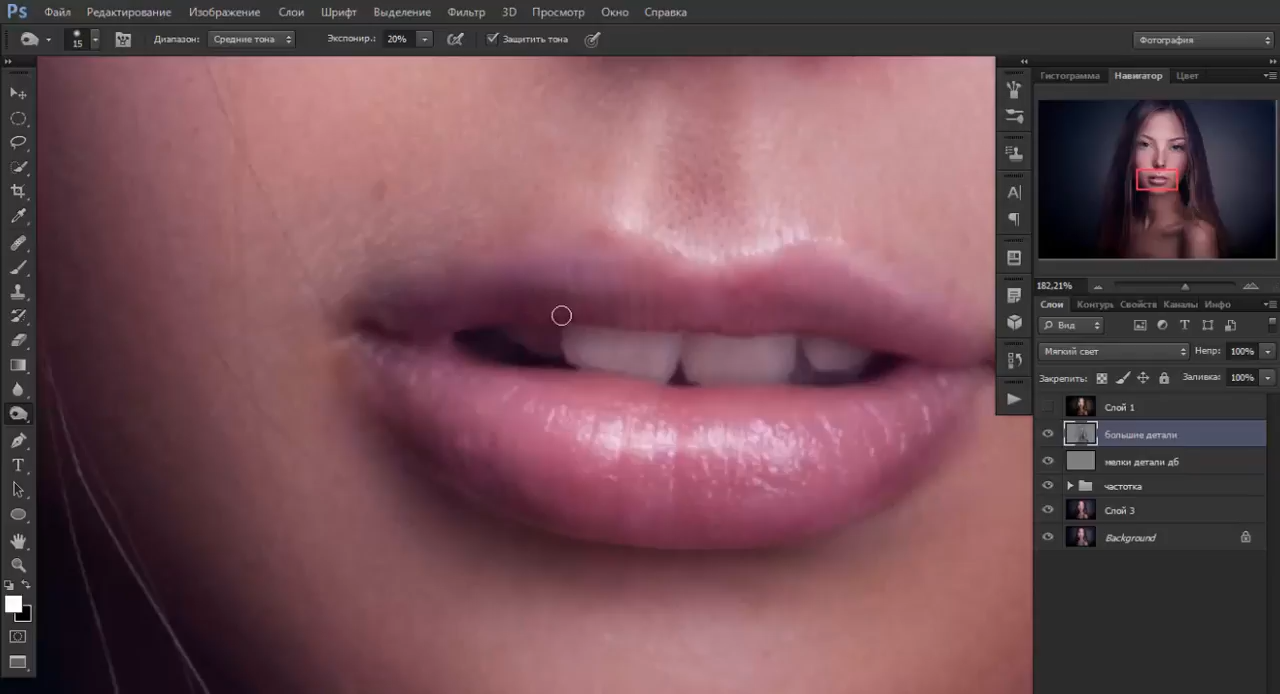 Ps Файл Редактирование Изображение Слои Шрифт Выделение Фильтр 3D Просмотр Окно Справка
15 Диапазон: Средние тона Экспонир.: 20% Защитить тона Фотография
Гистограмма Навигатор Цвет
182,21%
Слои Контурь Свойств Каналы Инфо
Вид
Мягкий свет Непр: 100%
Закрепить: Заливка: 100%
Слой 1
большие детали
мелки детали дб
частотка
Слой 3
Background